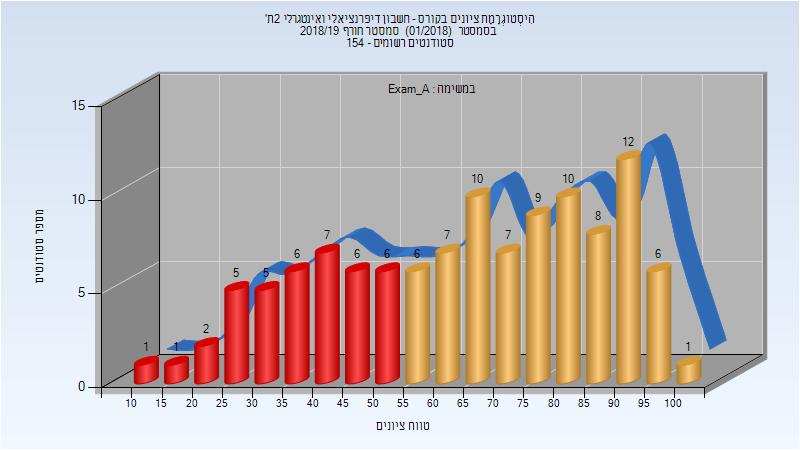 הִיסטוֹגְרַמַת ציונים בקורס - חשבון דיפרנציאלי ואינטגרלי 2ת'
בסמסטר (01/2018) סמסטר חורף 2018/19
סטודנטים רשומים - 154
במשימה : Exam_A
מספר סטודנטים
15
10
5
0
1 1 2 5 5 6 7 6 6 6 7 10 7 9 10 8 12 6 1
10 15 20 25 30 35 40 45 50 55 60 65 70 75 80 85 90 95 100
טווח ציונים